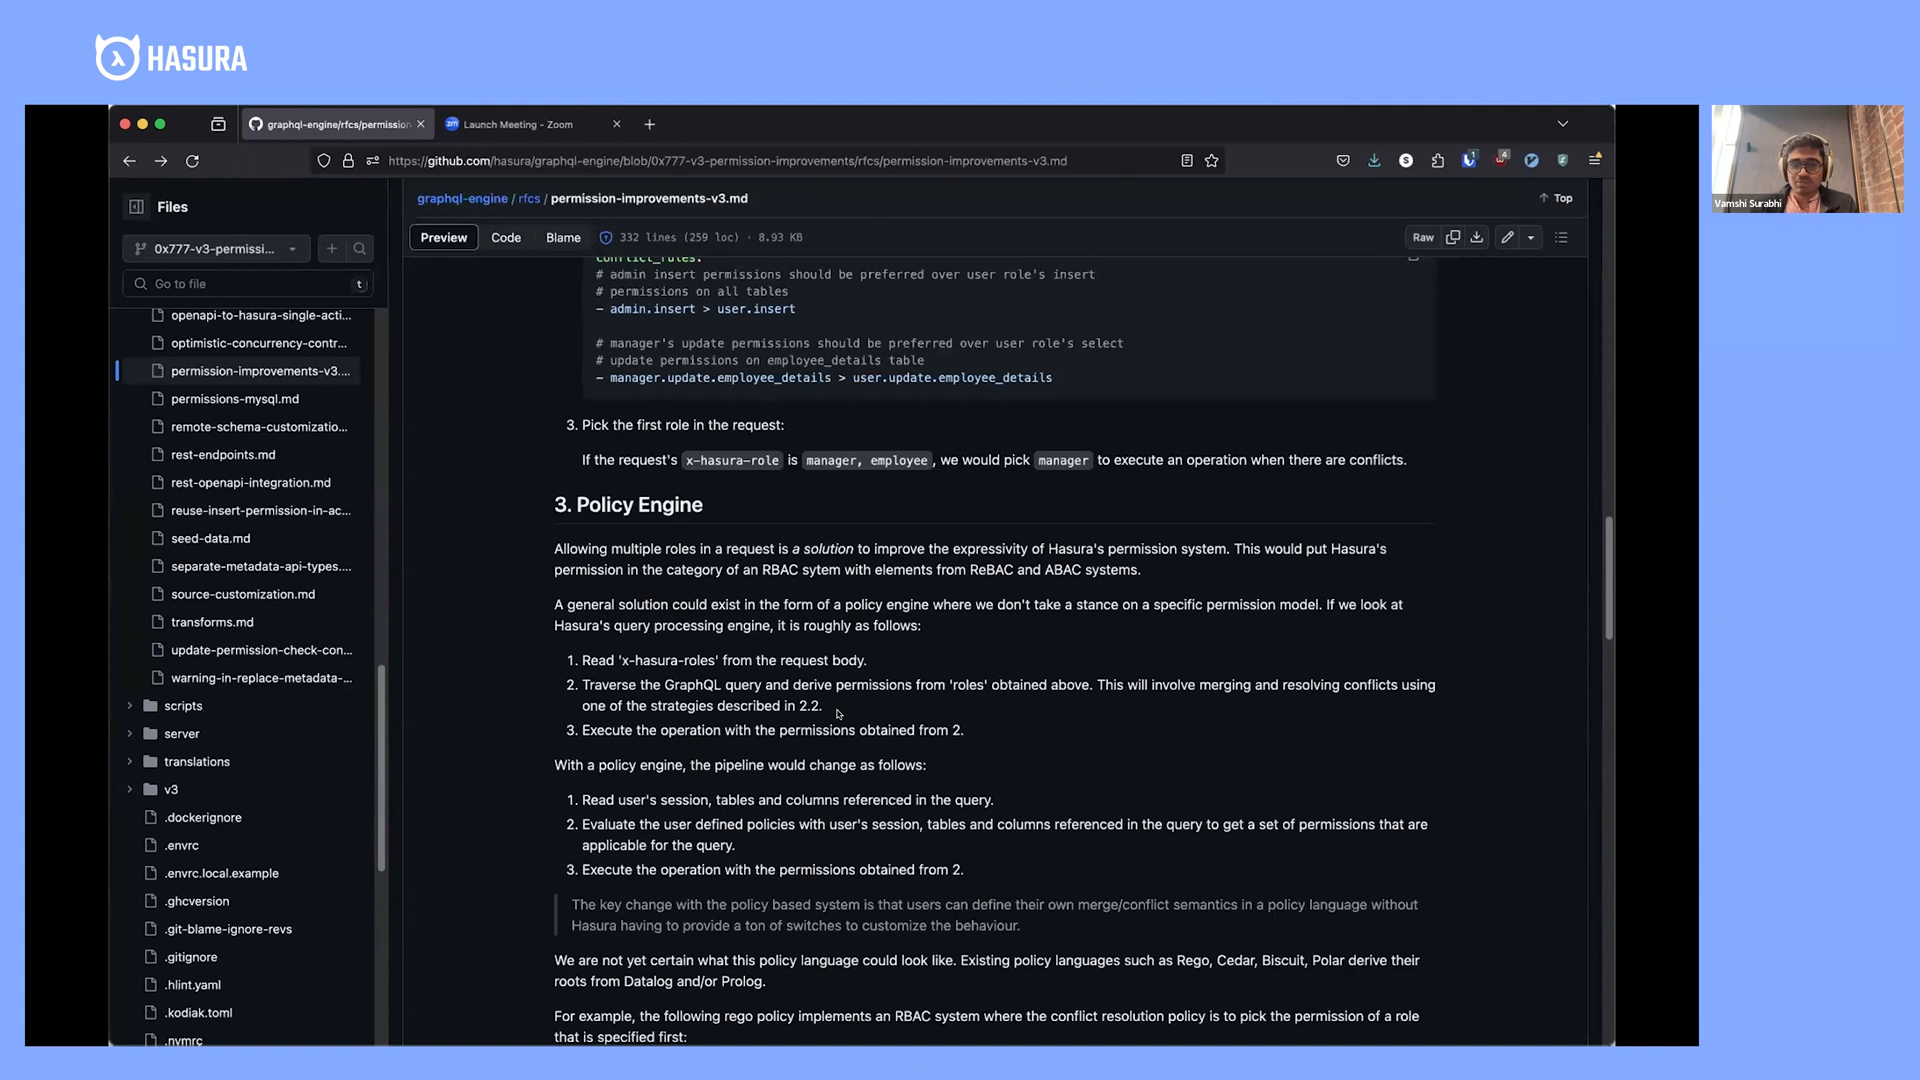 HASURA
graphql-engine/rfcs/permission
Launch Meeting - Zoom
https://github.com/hasura/graphql-engine/blob/0x777-v3-permission-improvements/rfcs/permission-improvements-v3.md
4
1
S
Vamshi Surabhi
Files
graphql-engine / rfcs / permission-improvements-v3.md
Top
0x777-v3-permissi...
Preview
Code
Blame
332 lines (259 loc) · 8.93 KB
Raw
Go to file
t
openapi-to-hasura-single-acti...
optimistic-concurrency-contr...
permission-improvements-v3....
permissions-mysql.md
remote-schema-customizatio...
rest-endpoints.md
rest-openapi-integration.md
reuse-insert-permission-in-ac...
seed-data.md
separate-metadata-api-types....
source-customization.md
transforms.md
update-permission-check-con...
warning-in-replace-metadata-...
scripts
server
translations
v3
.dockerignore
.envrc
.envrc.local.example
.ghcversion
.git-blame-ignore-revs
.gitignore
.hlint.yaml
.kodiak.toml
.nvmrc
conflict_rules:
# admin insert permissions should be preferred over user role's insert
# permissions on all tables
- admin.insert > user.insert
# manager's update permissions should be preferred over user role's select
# update permissions on employee_details table
- manager.update.employee_details > user.update.employee_details
3. Pick the first role in the request:
If the request's x-hasura-role is manager, employee, we would pick manager to execute an operation when there are conflicts.
3. Policy Engine
Allowing multiple roles in a request is a solution to improve the expressivity of Hasura's permission system. This would put Hasura's
permission in the category of an RBAC sytem with elements from ReBAC and ABAC systems.
A general solution could exist in the form of a policy engine where we don't take a stance on a specific permission model. If we look at
Hasura's query processing engine, it is roughly as follows:
1. Read 'x-hasura-roles' from the request body.
2. Traverse the GraphQL query and derive permissions from 'roles' obtained above. This will involve merging and resolving conflicts using
one of the strategies described in 2.2.
3. Execute the operation with the permissions obtained from 2.
With a policy engine, the pipeline would change as follows:
1. Read user's session, tables and columns referenced in the query.
2. Evaluate the user defined policies with user's session, tables and columns referenced in the query to get a set of permissions that are
applicable for the query.
3. Execute the operation with the permissions obtained from 2.
The key change with the policy based system is that users can define their own merge/conflict semantics in a policy language without
Hasura having to provide a ton of switches to customize the behaviour.
We are not yet certain what this policy language could look like. Existing policy languages such as Rego, Cedar, Biscuit, Polar derive their
roots from Datalog and/or Prolog.
For example, the following rego policy implements an RBAC system where the conflict resolution policy is to pick the permission of a role
that is specified first: